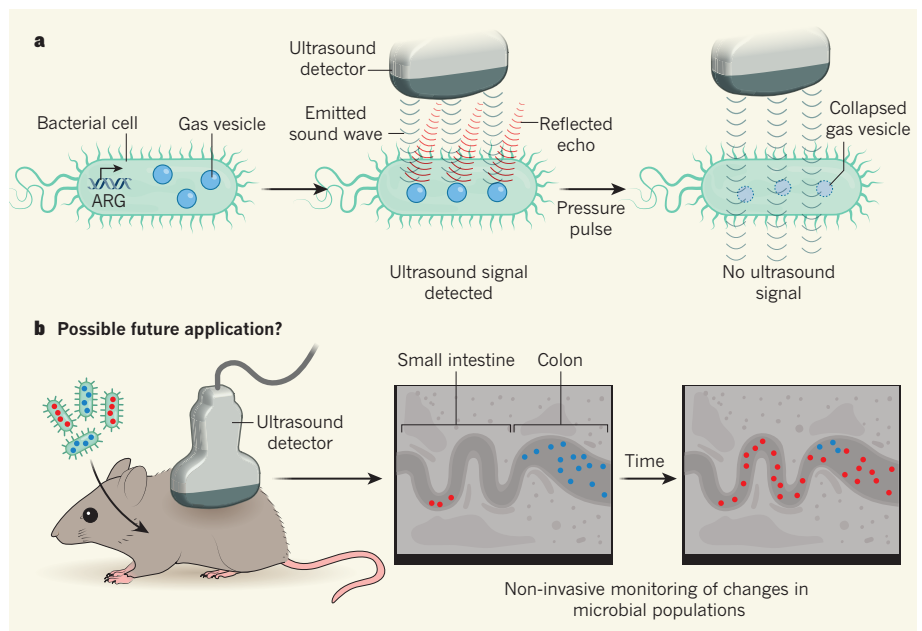 a
Ultrasound
detector
Emitted
sound wave
Reflected
echo
Collapsed
gas vesicle
Bacterial cell
Gas vesicle
ARG
Pressure
pulse
Ultrasound signal
detected
No ultrasound
signal
b Possible future application?
Small intestine
Colon
Ultrasound
detector
Time
Non-invasive monitoring of changes in
microbial populations